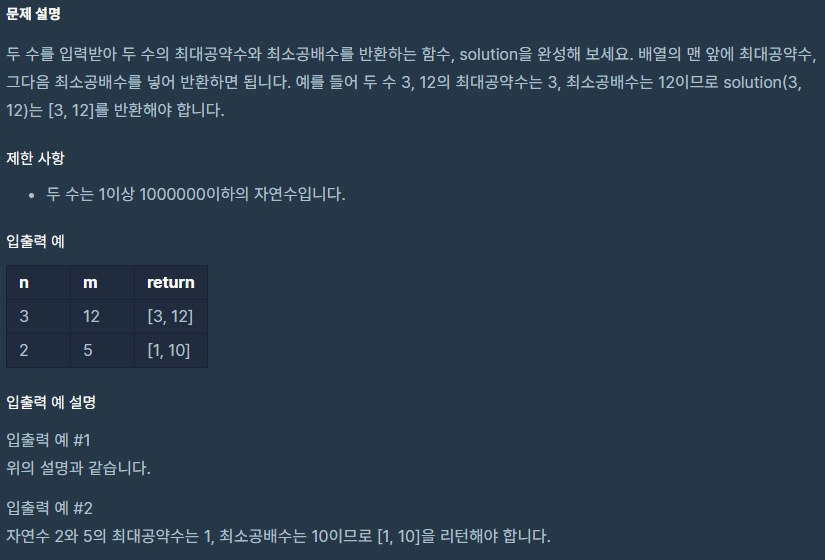 문제 설명
두 수를 입력받아 두 수의 최대공약수와 최소공배수를 반환하는 함수, solution을 완성해 보세요. 배열의 맨 앞에 최대공약수,
그다음 최소공배수를 넣어 반환하면 됩니다. 예를 들어 두 수 3, 12의 최대공약수는 3, 최소공배수는 12이므로 solution(3,
12)는 [3, 12]를 반환해야 합니다.
제한 사항
• 두 수는 1이상 1000000이하의 자연수입니다.
입출력 예
n m return
3 12 [3, 12]
2 5 [1, 10]
입출력 예 설명
입출력 예 #1
위의 설명과 같습니다.
입출력 예 #2
자연수 2와 5의 최대공약수는 1, 최소공배수는 10이므로 [1, 10]을 리턴해야 합니다.